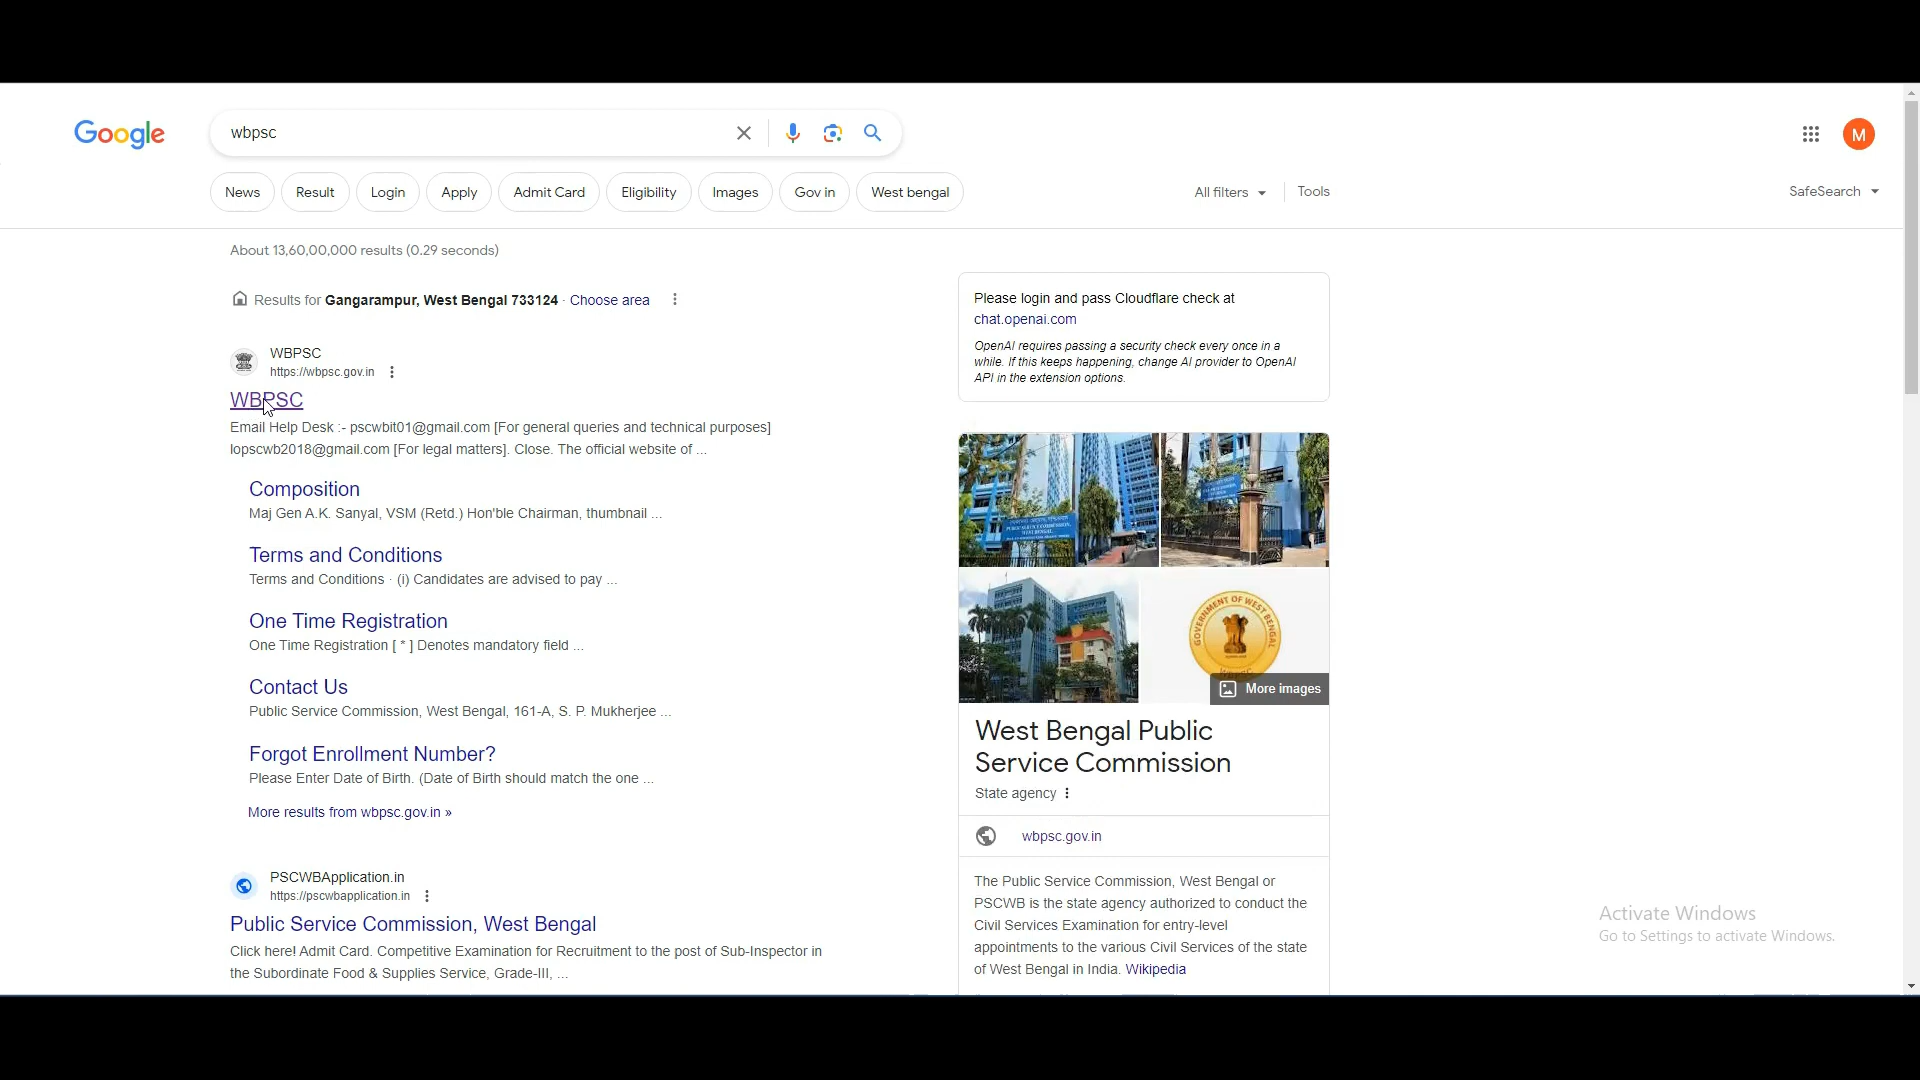 Google
wbpsc
M
News
Result
Login
Apply
Admit Card
Eligibility
Images
Gov in
West bengal
All filters
Tools
SafeSearch
About 13,60,00,000 results (0.29 seconds)
Results for Gangarampur, West Bengal 733124 · Choose area
WBPSC
https://wbpsc.gov.in
WBPSC
Email Help Desk :- pscwbit01@gmail.com [For general queries and technical purposes]
lopscwb2018@gmail.com [For legal matters]. Close. The official website of ...
Composition
Maj Gen A.K. Sanyal, VSM (Retd.) Hon'ble Chairman, thumbnail ...
Terms and Conditions
Terms and Conditions · (i) Candidates are advised to pay ...
One Time Registration
One Time Registration [ * ] Denotes mandatory field ...
Contact Us
Public Service Commission, West Bengal, 161-A, S. P. Mukherjee ...
Forgot Enrollment Number?
Please Enter Date of Birth. (Date of Birth should match the one ...
More results from wbpsc.gov.in »
PSCWBApplication.in
https://pscwbapplication.in
Public Service Commission, West Bengal
Click here! Admit Card. Competitive Examination for Recruitment to the post of Sub-Inspector in
the Subordinate Food & Supplies Service, Grade-III, ...
Please login and pass Cloudflare check at
chat.openai.com
OpenAI requires passing a security check every once in a
while. If this keeps happening, change AI provider to OpenAI
API in the extension options.
GOVERNMENT OF WEST BENGAL
More images
West Bengal Public
Service Commission
State agency
wbpsc.gov.in
The Public Service Commission, West Bengal or
PSCWB is the state agency authorized to conduct the
Civil Services Examination for entry-level
appointments to the various Civil Services of the state
of West Bengal in India. Wikipedia
Activate Windows
Go to Settings to activate Windows.